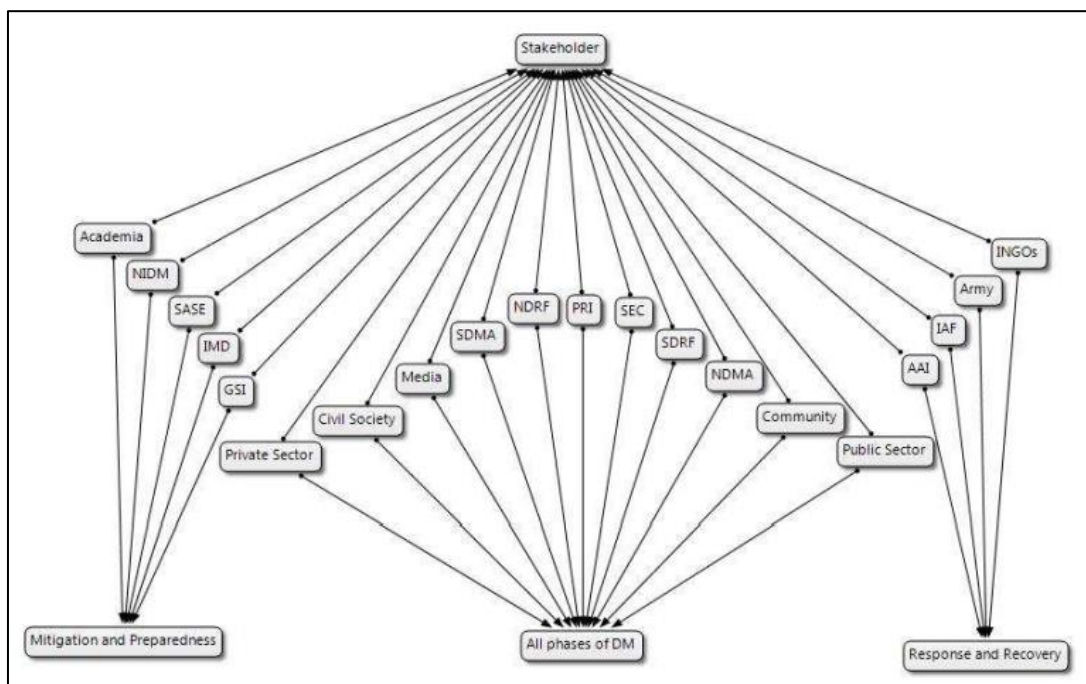 Stakeholder
Academia
INGOs
NIDM
Army
SASE
NDRF
PRI
SEC
IAF
SDMA
SDRF
IMD
AAI
Media
NDMA
GSI
Civil Society
Community
Private Sector
Public Sector
Mitigation and Preparedness
All phases of DM
Response and Recovery